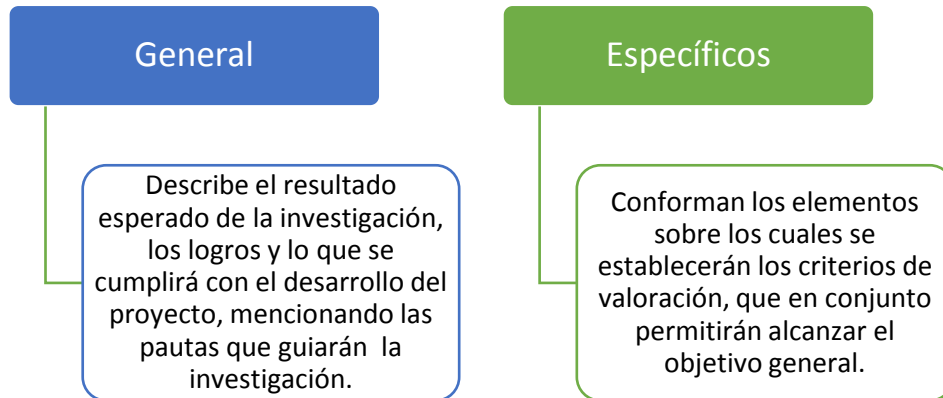 General
Describe el resultado
esperado de la investigación,
los logros y lo que se
cumplirá con el desarrollo del
proyecto, mencionando las
pautas que guiarán  la
investigación.
Específicos
Conforman los elementos
sobre los cuales se
establecerán los criterios de
valoración, que en conjunto
permitirán alcanzar el
objetivo general.